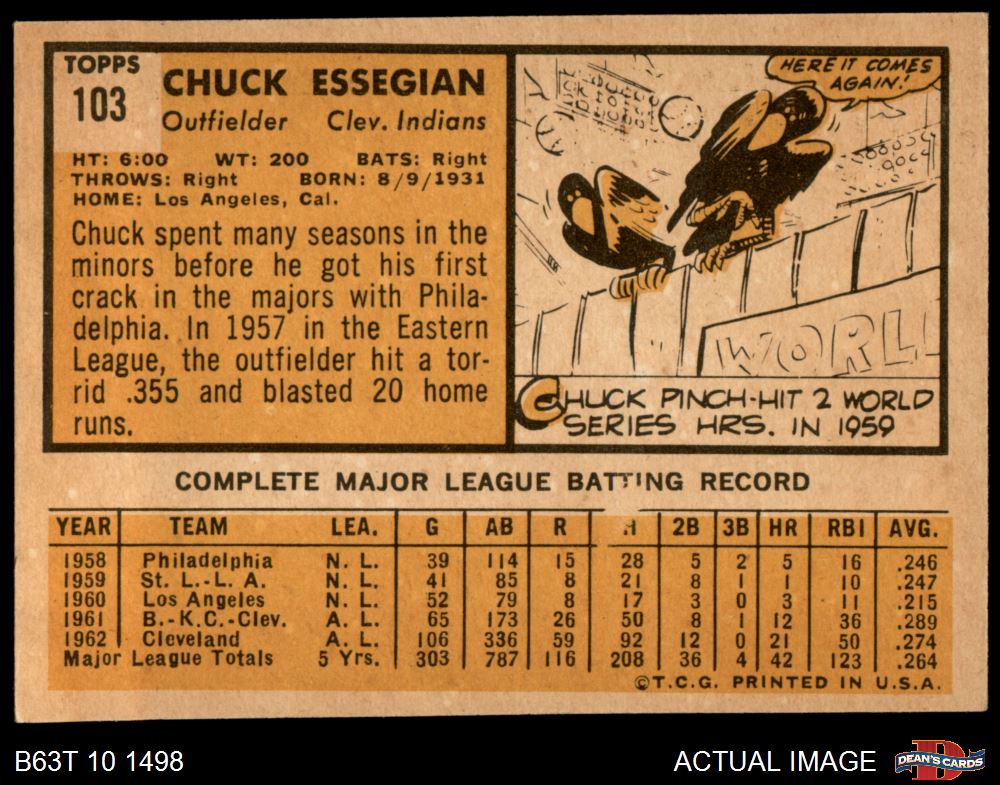 TOPPS
103
CHUCK ESSEGIAN
Outfielder Clev. Indians
HT: 6:00 WT: 200 BATS: Right
THROWS: Right BORN: 8/9/1931
HOME: Los Angeles, Cal.
Chuck spent many seasons in the
minors before he got his first
crack in the majors with Phila-
delphia. In 1957 in the Eastern
League, the outfielder hit a tor-
rid .355 and blasted 20 home
runs.
HERE IT COMES
AGAIN!
WORL
CHUCK PINCH-HIT 2 WORLD
SERIES HRS. IN 1959
COMPLETE MAJOR LEAGUE BATTING RECORD
YEAR TEAM LEA. G AB R H 2B 3B HR RBI AVG.
1958 Philadelphia N. L. 39 114 15 28 5 2 5 16 .246
1959 St. L.-L. A. N. L. 41 85 8 21 8 1 1 10 .247
1960 Los Angeles N. L. 52 79 8 17 3 0 3 11 .215
1961 B.-K.C.-Clev. A. L. 65 173 26 50 8 1 12 36 .289
1962 Cleveland A. L. 106 336 59 92 12 0 21 50 .274
Major League Totals 5 Yrs. 303 787 116 208 36 4 42 123 .264
©T.C.G. PRINTED IN U.S.A.
B63T 10 1498
ACTUAL IMAGE
DEAN'S CARDS